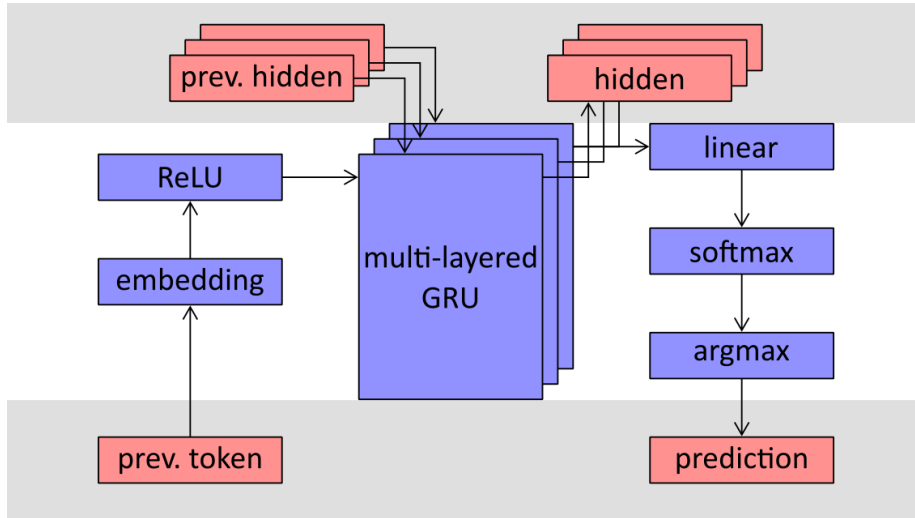 prev. hidden
hidden
linear
ReLU
multi-layered
GRU
softmax
embedding
argmax
prev. token
prediction